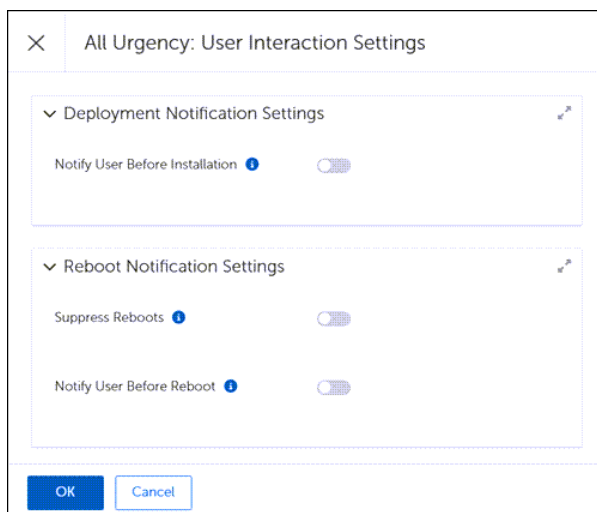 All Urgency: User Interaction Settings
Deployment Notification Settings
Notify User Before Installation
Reboot Notification Settings
Suppress Reboots
Notify User Before Reboot
OK Cancel